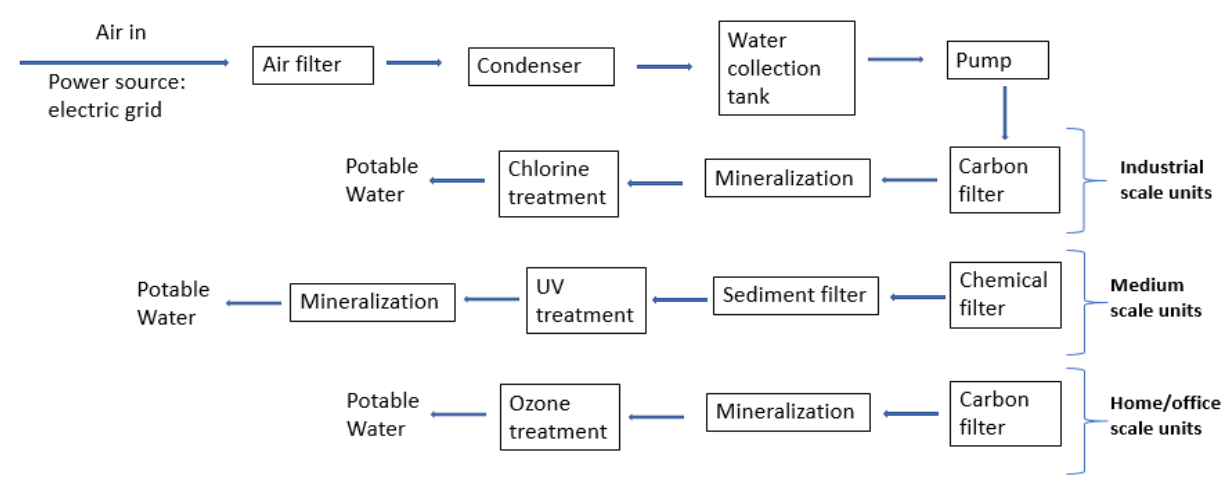 Air in
Power source:
electric grid
Air filter
Condenser
Water
collection
tank
Pump
Potable
Water
Chlorine
treatment
Mineralization
Carbon
filter
Industrial
scale units
Potable
Water
Mineralization
UV
treatment
Sediment filter
Chemical
filter
Medium
scale units
Potable
Water
Ozone
treatment
Mineralization
Carbon
filter
Home/office
scale units